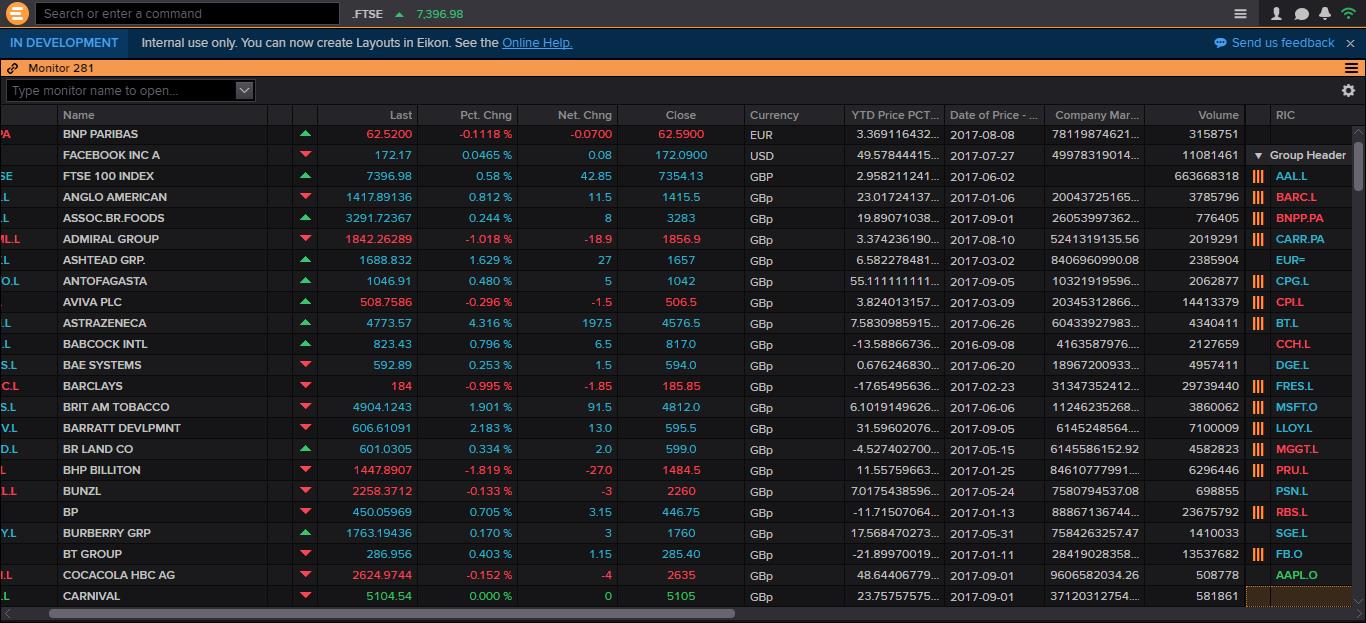 Search or enter a command .FTSE 7,396.98
IN DEVELOPMENT Internal use only. You can now create Layouts in Eikon. See the Online Help. Send us feedback
Monitor 281
Type monitor name to open...
Name Last Pct. Chng Net. Chng Close Currency YTD Price PCT... Date of Price - ... Company Mar... Volume RIC
PA BNP PARIBAS 62.5200 -0.1118 % -0.0700 62.5900 EUR 3.369116432... 2017-08-08 78119874621... 3158751
FACEBOOK INC A 172.17 0.0465 % 0.08 172.0900 USD 49.57844415... 2017-07-27 49978319014... 11081461 Group Header
SE FTSE 100 INDEX 7396.98 0.58 % 42.85 7354.13 GBP 2.958211241... 2017-06-02 663668318 AAL.L
.L ANGLO AMERICAN 1417.89136 0.812 % 11.5 1415.5 GBp 23.01724137... 2017-01-06 20043725165... 3785796 BARC.L
.L ASSOC.BR.FOODS 3291.72367 0.244 % 8 3283 GBp 19.89071038... 2017-09-01 26053997362... 776405 BNPP.PA
ML.L ADMIRAL GROUP 1842.26289 -1.018 % -18.9 1856.9 GBp 3.374236190... 2017-08-10 5241319135.56 2019291 CARR.PA
.L ASHTEAD GRP. 1688.832 1.629 % 27 1657 GBp 6.582278481... 2017-03-02 8406960990.08 2385904 EUR=
O.L ANTOFAGASTA 1046.91 0.480 % 5 1042 GBp 55.11111111... 2017-09-05 10321919596... 2062877 CPG.L
AVIVA PLC 508.7586 -0.296 % -1.5 506.5 GBp 3.824013157... 2017-03-09 20345312866... 14413379 CPI.L
.L ASTRAZENECA 4773.57 4.316 % 197.5 4576.5 GBp 7.5830985915... 2017-06-26 60433927983... 4340411 BT.L
.L BABCOCK INTL 823.43 0.796 % 6.5 817.0 GBp -13.58866736... 2016-09-08 4163587976.... 2127659 CCH.L
S.L BAE SYSTEMS 592.89 0.253 % 1.5 594.0 GBp 0.676246830... 2017-06-20 18967200933... 4957411 DGE.L
C.L BARCLAYS 184 -0.995 % -1.85 185.85 GBp -17.65495636... 2017-02-23 31347352412... 29739440 FRES.L
S.L BRIT AM TOBACCO 4904.1243 1.901 % 91.5 4812.0 GBp 6.1019149626... 2017-06-06 11246235268... 3860062 MSFT.O
V.L BARRATT DEVLPMNT 606.61091 2.183 % 13.0 595.5 GBp 31.59602076... 2017-09-05 6145248564.... 7100009 LLOY.L
D.L BR LAND CO 601.0305 0.334 % 2.0 599.0 GBp -4.527402700... 2017-05-15 6145586152.92 4582823 MGGT.L
L BHP BILLITON 1447.8907 -1.819 % -27.0 1484.5 GBp 11.55759663... 2017-01-25 84610777991.... 6296446 PRU.L
L.L BUNZL 2258.3712 -0.133 % -3 2260 GBp 7.0175438596... 2017-05-24 7580794537.08 698855 PSN.L
BP 450.05969 0.705 % 3.15 446.75 GBp -11.71507064... 2017-01-13 88867136744... 23675792 RBS.L
Y.L BURBERRY GRP 1763.19436 0.170 % 3 1760 GBp 17.568470273... 2017-05-31 7584263257.47 1410033 SGE.L
BT GROUP 286.956 0.403 % 1.15 285.40 GBp -21.89970019... 2017-01-11 28419028358... 13537682 FB.O
H.L COCACOLA HBC AG 2624.9744 -0.152 % -4 2635 GBp 48.64406779... 2017-09-01 9606582034.26 508778 AAPL.O
.L CARNIVAL 5104.54 0.000 % 0 5105 GBp 23.75757575... 2017-09-01 37120312754... 581861